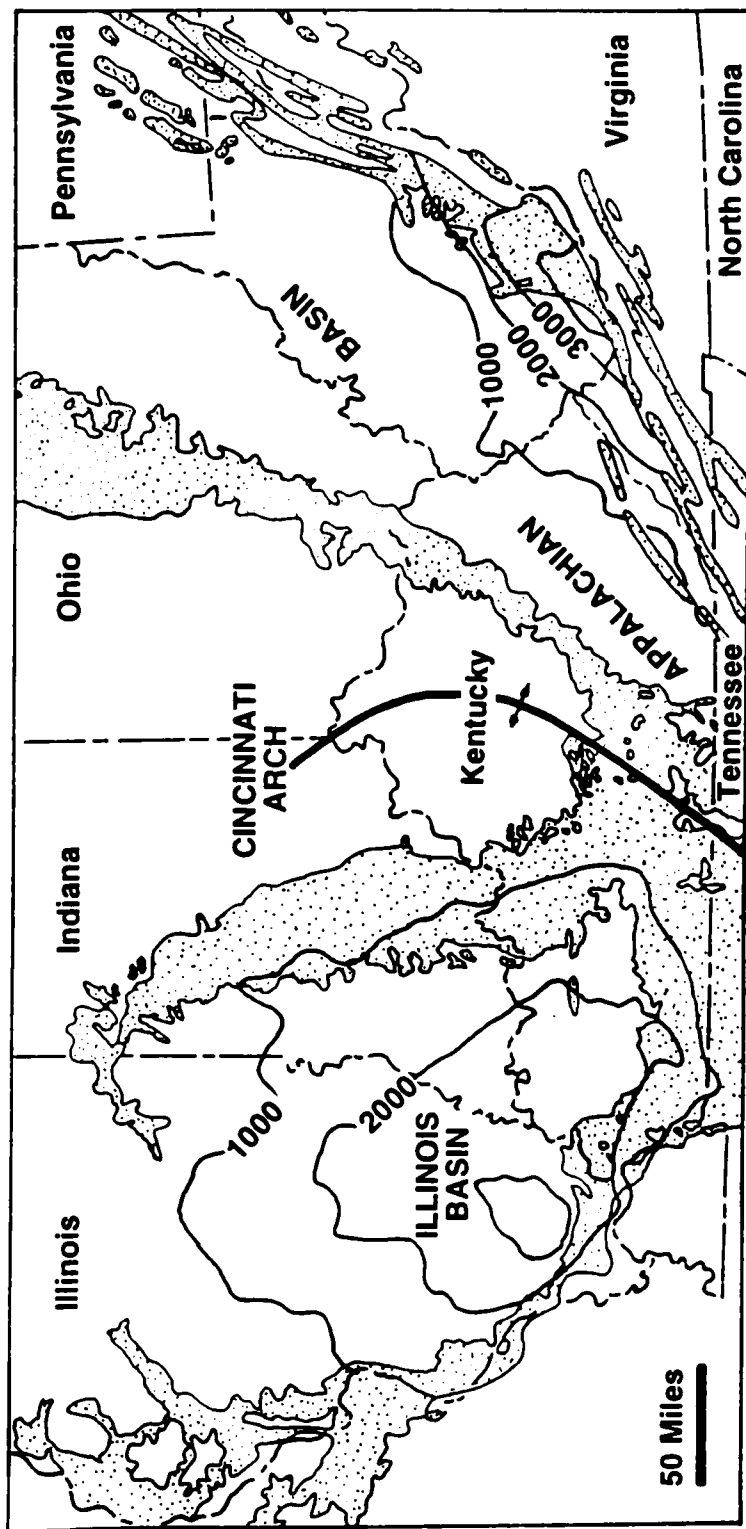 Illinois
Indiana
Ohio
Pennsylvania
CINCINNATI
ARCH
BASIN
1000
2000
ILLINOIS
BASIN
Kentucky
1000
2000
3000
APPALACHIAN
Virginia
50 Miles
Tennessee
North Carolina